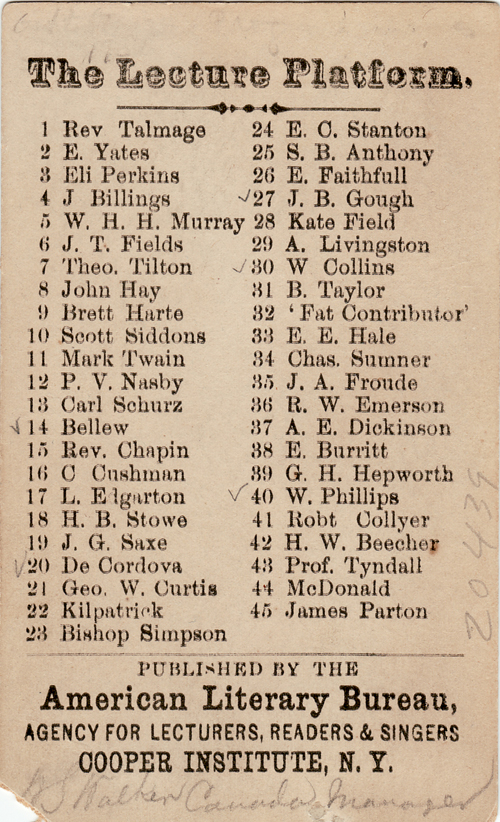 The Lecture Platform.
1 Rev Talmage
2 E. Yates
3 Eli Perkins
4 J Billings
5 W. H. H. Murray
6 J. T. Fields
7 Theo. Tilton
8 John Hay
9 Brett Harte
10 Scott Siddons
11 Mark Twain
12 P. V. Nasby
13 Carl Schurz
14 Bellew
15 Rev. Chapin
16 C Cushman
17 L. Edgarton
18 H. B. Stowe
19 J. G. Saxe
20 De Cordova
21 Geo. W. Curtis
22 Kilpatrick
23 Bishop Simpson
24 E. C. Stanton
25 S. B. Anthony
26 E. Faithfull
27 J. B. Gough
28 Kate Field
29 A. Livingston
30 W Collins
31 B. Taylor
32 ‘Fat Contributor’
33 E. E. Hale
34 Chas. Sumner
35 J. A. Froude
36 R. W. Emerson
37 A. E. Dickinson
38 E. Burritt
39 G. H. Hepworth
40 W. Phillips
41 Robt Collyer
42 H. W. Beecher
43 Prof. Tyndall
44 McDonald
45 James Parton
20439
PUBLISHED BY THE
American Literary Bureau,
AGENCY FOR LECTURERS, READERS & SINGERS
COOPER INSTITUTE, N. Y.
Walker Canada Manager